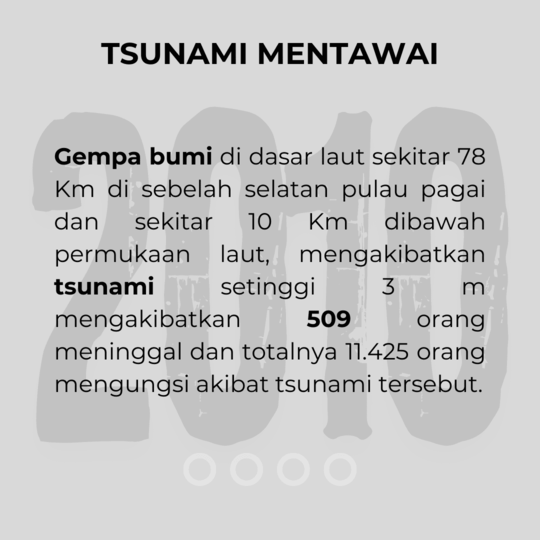 TSUNAMI MENTAWAI
2010
Gempa bumi di dasar laut sekitar 78
Km di sebelah selatan pulau pagai
dan sekitar 10 Km dibawah
permukaan laut, mengakibatkan
tsunami setinggi 3 m
mengakibatkan 509 orang
meninggal dan totalnya 11.425 orang
mengungsi akibat tsunami tersebut.